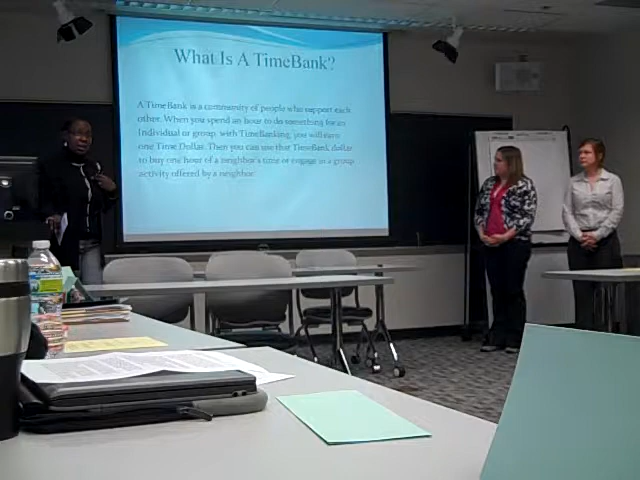 What Is A TimeBank?
A TimeBank is a community of people who support each
other. When you spend an hour to do something for an
Individual or group, with TimeBanking, you will earn
one Time Dollar. Then you can use that TimeBank dollar
to buy one hour of a neighbor's time or engage in a group
activity offered by a neighbor.